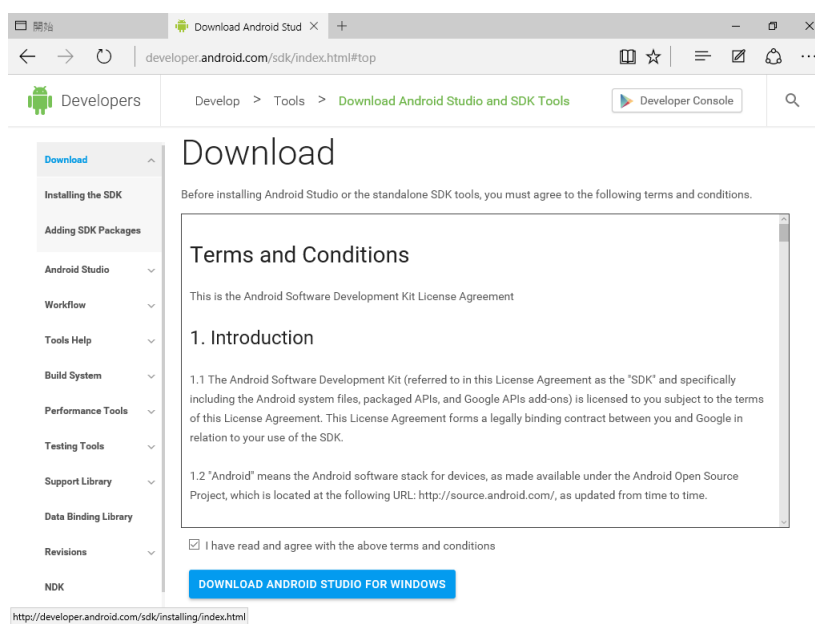 開始
Download Android Stud
developer.android.com/sdk/index.html#top
Developers
Develop > Tools > Download Android Studio and SDK Tools
Developer Console
Download
Installing the SDK
Adding SDK Packages
Android Studio
Workflow
Tools Help
Build System
Performance Tools
Testing Tools
Support Library
Data Binding Library
Revisions
NDK
Download
Before installing Android Studio or the standalone SDK tools, you must agree to the following terms and conditions.
Terms and Conditions
This is the Android Software Development Kit License Agreement
1. Introduction
1.1 The Android Software Development Kit (referred to in this License Agreement as the "SDK" and specifically
including the Android system files, packaged APIs, and Google APIs add-ons) is licensed to you subject to the terms
of this License Agreement. This License Agreement forms a legally binding contract between you and Google in
relation to your use of the SDK.
1.2 "Android" means the Android software stack for devices, as made available under the Android Open Source
Project, which is located at the following URL: http://source.android.com/, as updated from time to time.
I have read and agree with the above terms and conditions
DOWNLOAD ANDROID STUDIO FOR WINDOWS
http://developer.android.com/sdk/installing/index.html